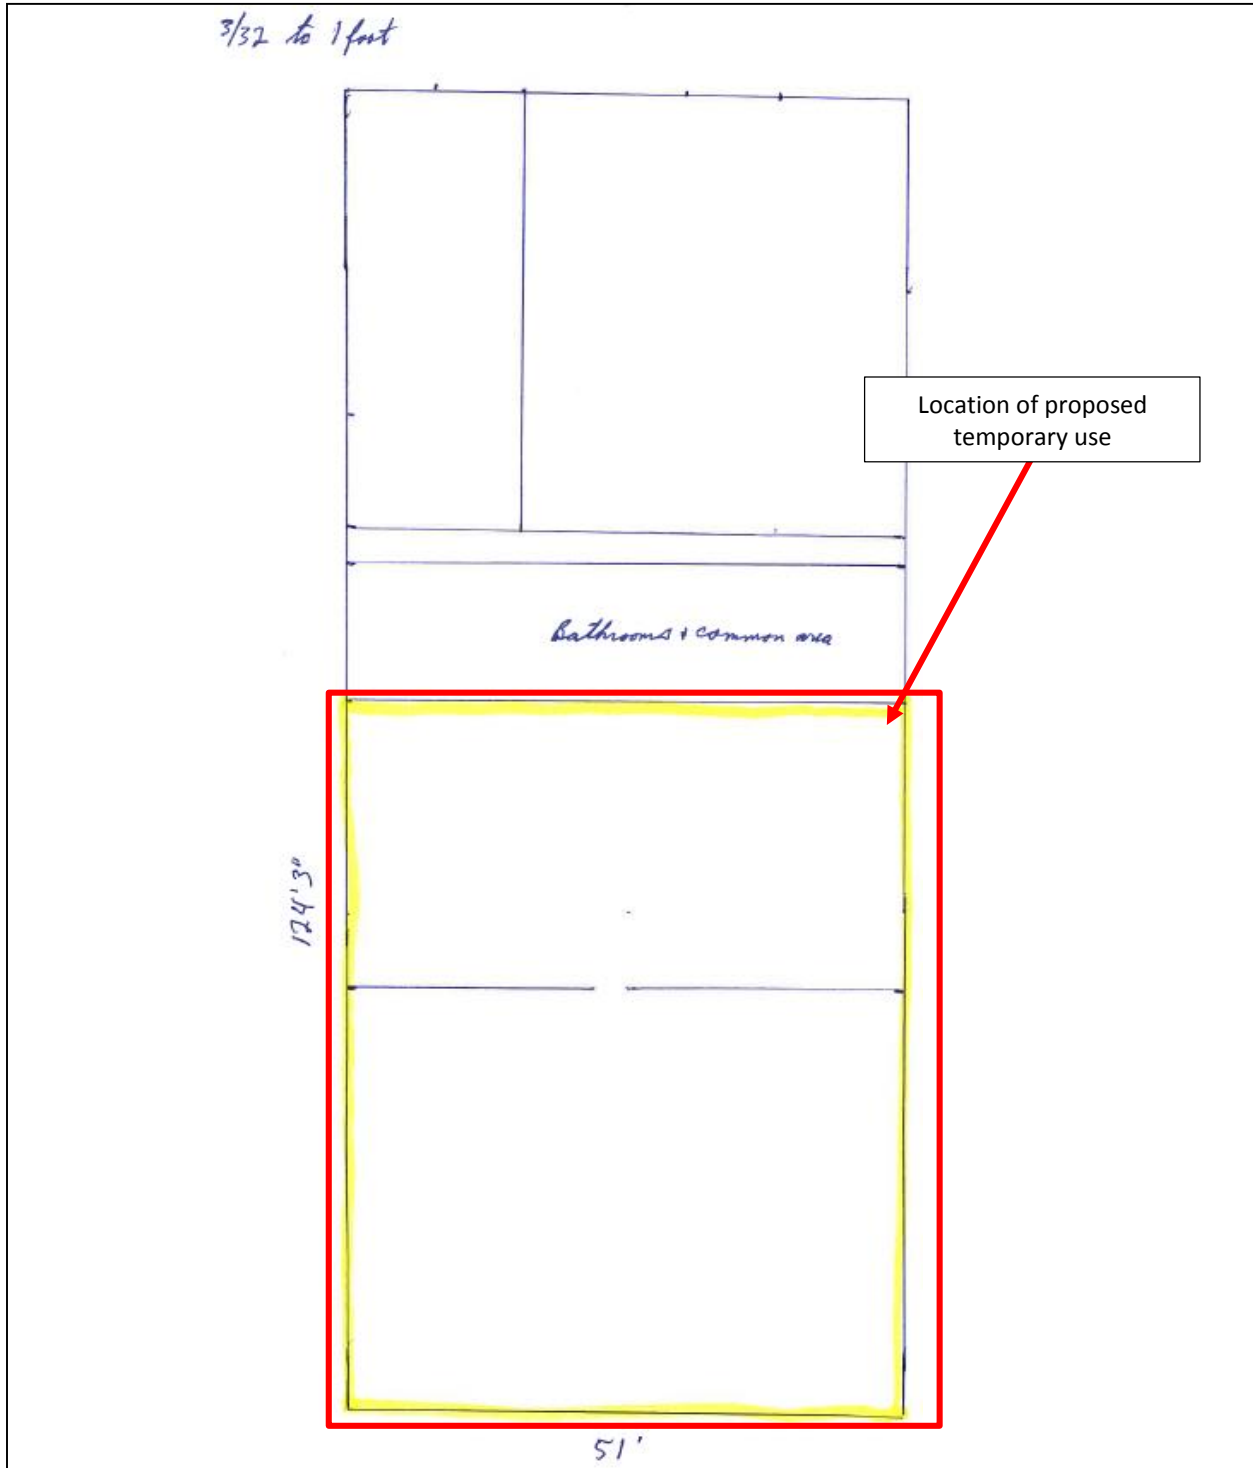 3/32 to 1 foot
Location of proposed
temporary use
Bathrooms + common area
124'3"
51'